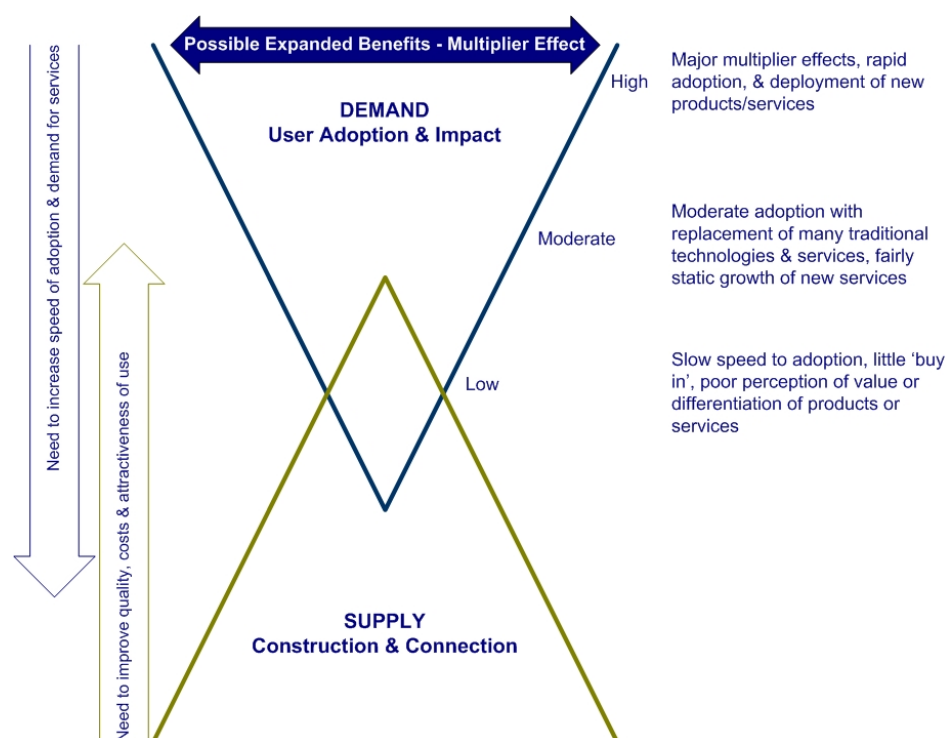 Possible Expanded Benefits - Multiplier Effect
DEMAND
User Adoption & Impact
High
Major multiplier effects, rapid
adoption, & deployment of new
products/services
Moderate
Moderate adoption with
replacement of many traditional
technologies & services, fairly
static growth of new services
Low
Slow speed to adoption, little ‘buy
in’, poor perception of value or
differentiation of products or
services
SUPPLY
Construction & Connection
Need to increase speed of adoption & demand for services
Need to improve quality, costs & attractiveness of use